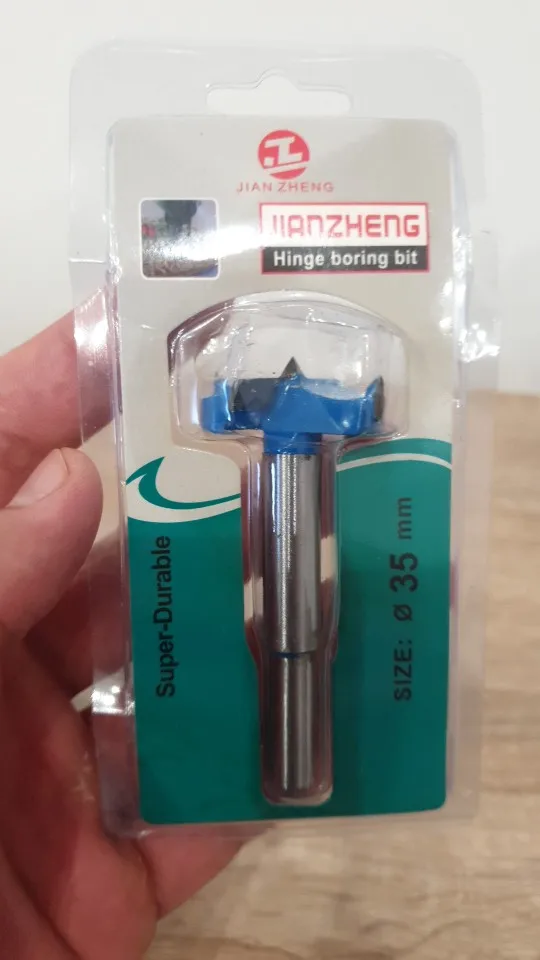 JIAN ZHENG
JIANZHENG
Hinge boring bit
Super-Durable
SIZE: Ø 35 mm